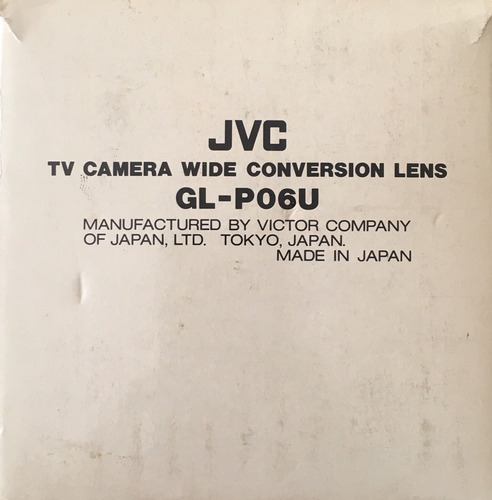 JVC
TV CAMERA WIDE CONVERSION LENS
GL-P06U
MANUFACTURED BY VICTOR COMPANY
OF JAPAN, LTD. TOKYO, JAPAN.
MADE IN JAPAN